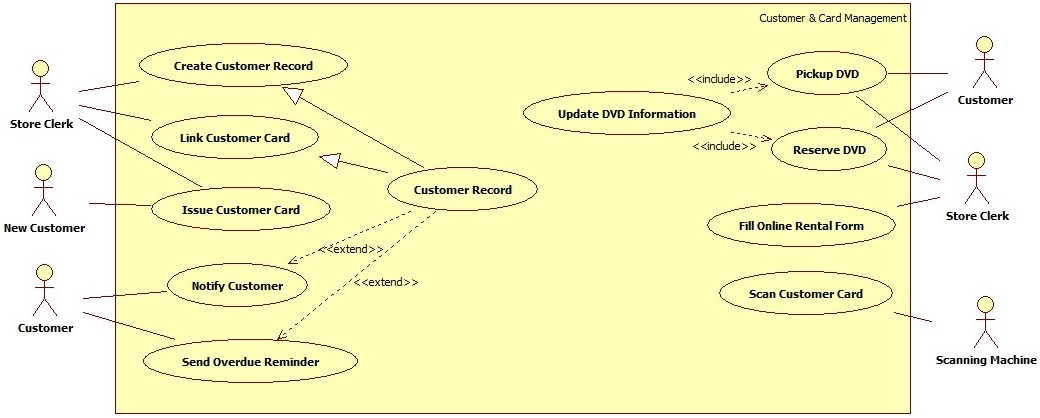 Customer & Card Management
Create Customer Record
Pickup DVD
<<include>>
Customer
Update DVD Information
Store Clerk
Link Customer Card
<<include>>
Reserve DVD
Customer Record
Issue Customer Card
Store Clerk
New Customer
Fill Online Rental Form
<<extend>>
Notify Customer
<<extend>>
Scan Customer Card
Customer
Send Overdue Reminder
Scanning Machine